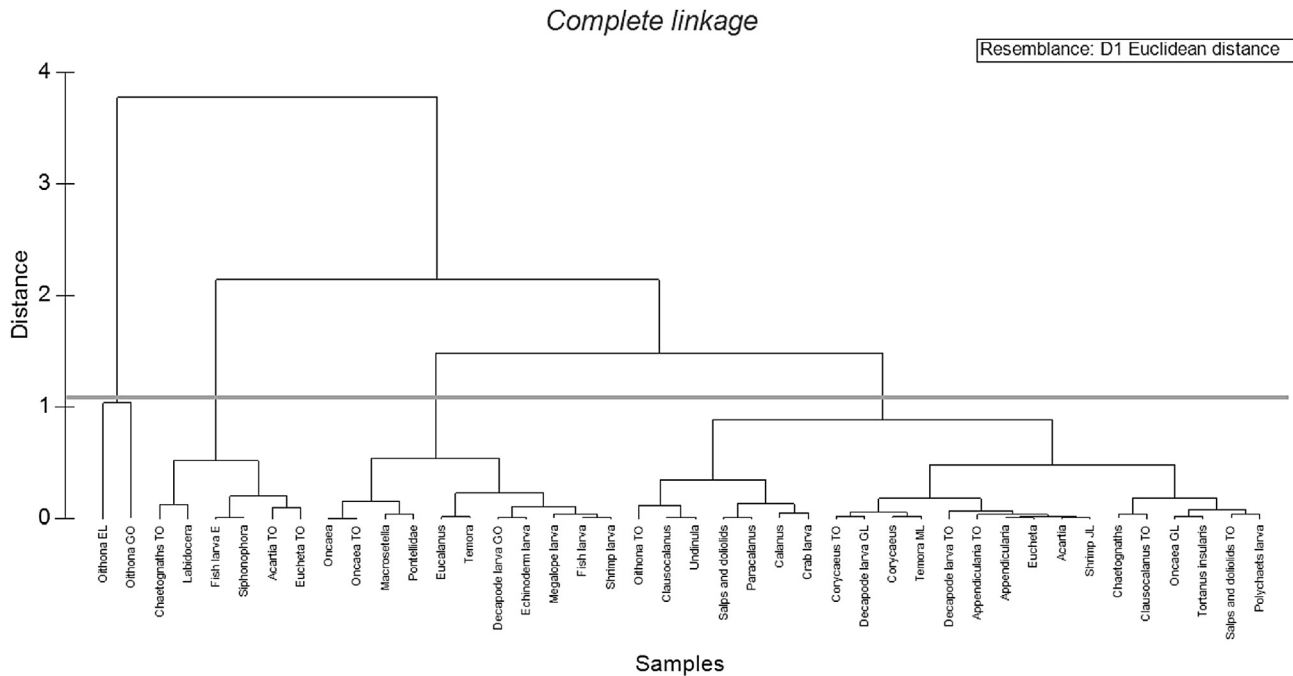 Complete linkage
Resemblance: D1 Euclidean distance
4
3
2
1
0
Distance
Oithona EL
Oithona GO
Chaetognaths TO
Labidocera
Fish larva E
Siphonophora
Acartia TO
Eucheta TO
Oncaea
Oncaea TO
Macrosetella
Pontellidae
Eucalanus
Temora
Decapode larva GO
Echinoderm larva
Megalope larva
Fish larva
Shrimp larva
Oithona TO
Clausocalanus
Undinula
Salps and doliolids
Paracalanus
Calanus
Crab larva
Corycaeus TO
Decapode larva GL
Corycaeus
Temora ML
Decapode larva TO
Appendicularia TO
Appendicularia
Eucheta
Acartia
Shrimp JL
Chaetognaths
Clausocalanus TO
Oncaea GL
Tortanus insularis
Salps and doliolids TO
Polychaets larva
Samples